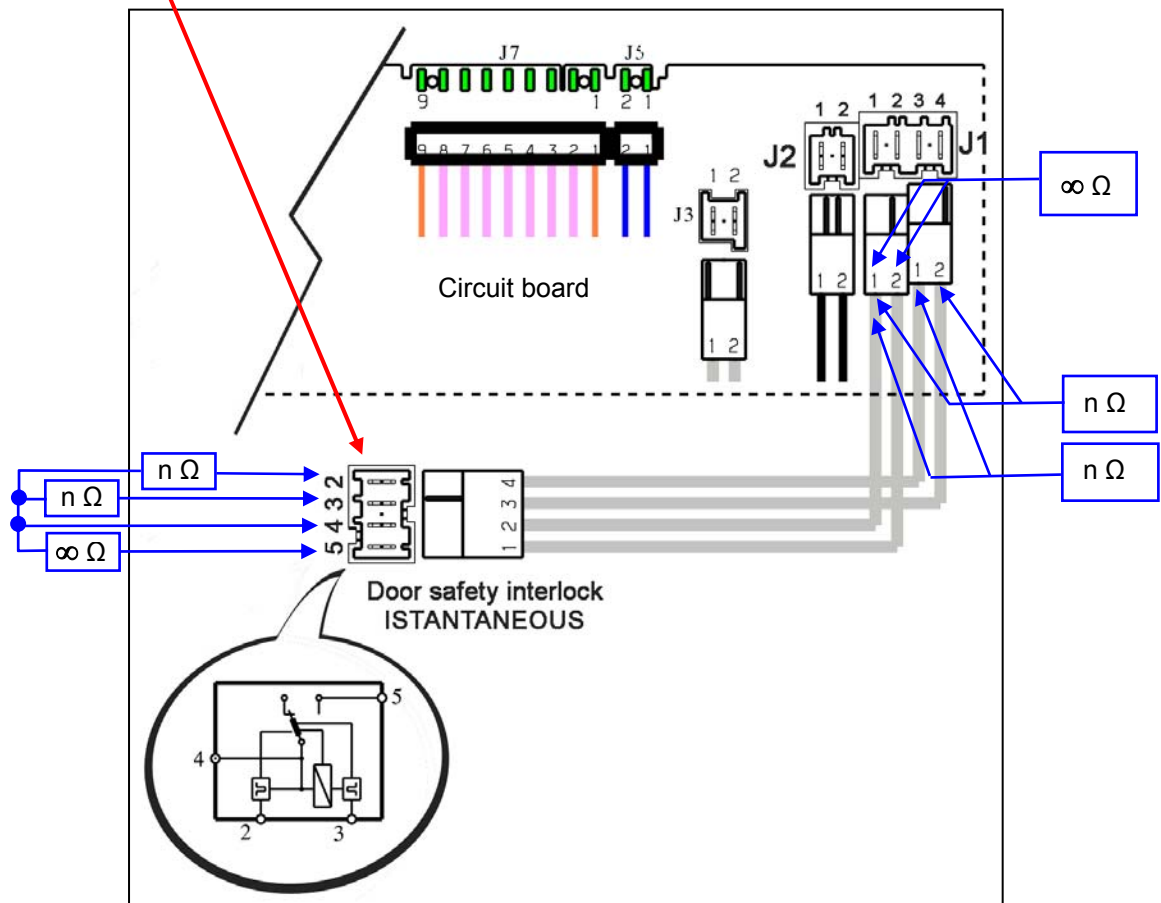 J7 J5
9 1 2 1
9 8 7 6 5 4 3 2 1 2 1
1 2 1 2 3 4
J2 J1
∞ Ω
1 2
J3
Circuit board
1 2 1 2 1 2
1 2
n Ω
n Ω
n Ω
n Ω
∞ Ω
2 3 4 5
4 3 2 1
Door safety interlock
ISTANTANEOUS
5
4
2 3